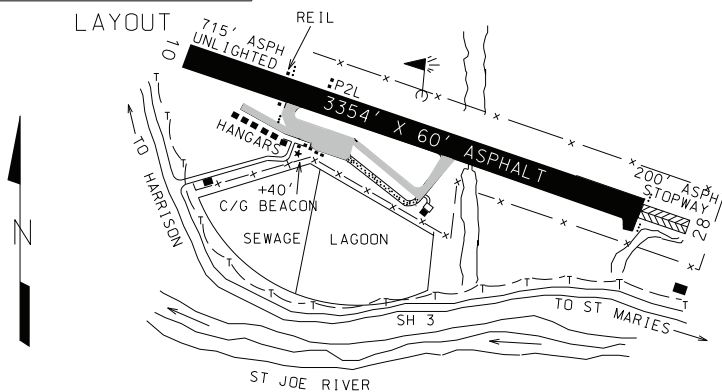 LAYOUT
REIL
715' ASPH
UNLIGHTED
10
P2L
3354' X 60' ASPHALT
HANGARS
200' ASPH
STOPWAY
28
TO HARRISON
+40'
C/G BEACON
N
SEWAGE LAGOON
SH 3
TO ST MARIES
ST JOE RIVER